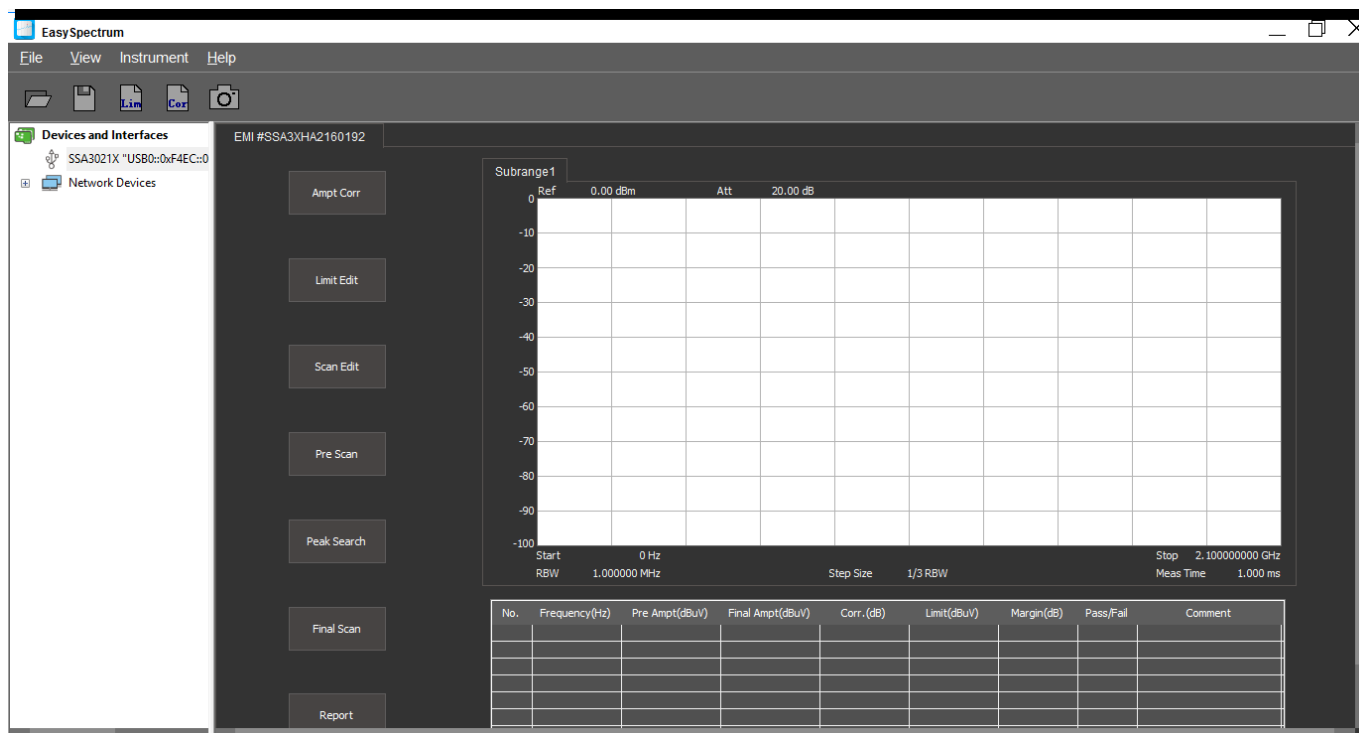 EasySpectrum
File View Instrument Help
Lim Cor
Devices and Interfaces
SSA3021X "USB0::0xF4EC::0
Network Devices
EMI #SSA3XHA2160192
Ampt Corr
Limit Edit
Scan Edit
Pre Scan
Peak Search
Final Scan
Report
Subrange1
Ref 0.00 dBm Att 20.00 dB
0
-10
-20
-30
-40
-50
-60
-70
-80
-90
-100
Start 0 Hz Stop 2.100000000 GHz
RBW 1.000000 MHz Step Size 1/3 RBW Meas Time 1.000 ms
No. Frequency(Hz) Pre Ampt(dBuV) Final Ampt(dBuV) Corr.(dB) Limit(dBuV) Margin(dB) Pass/Fail Comment